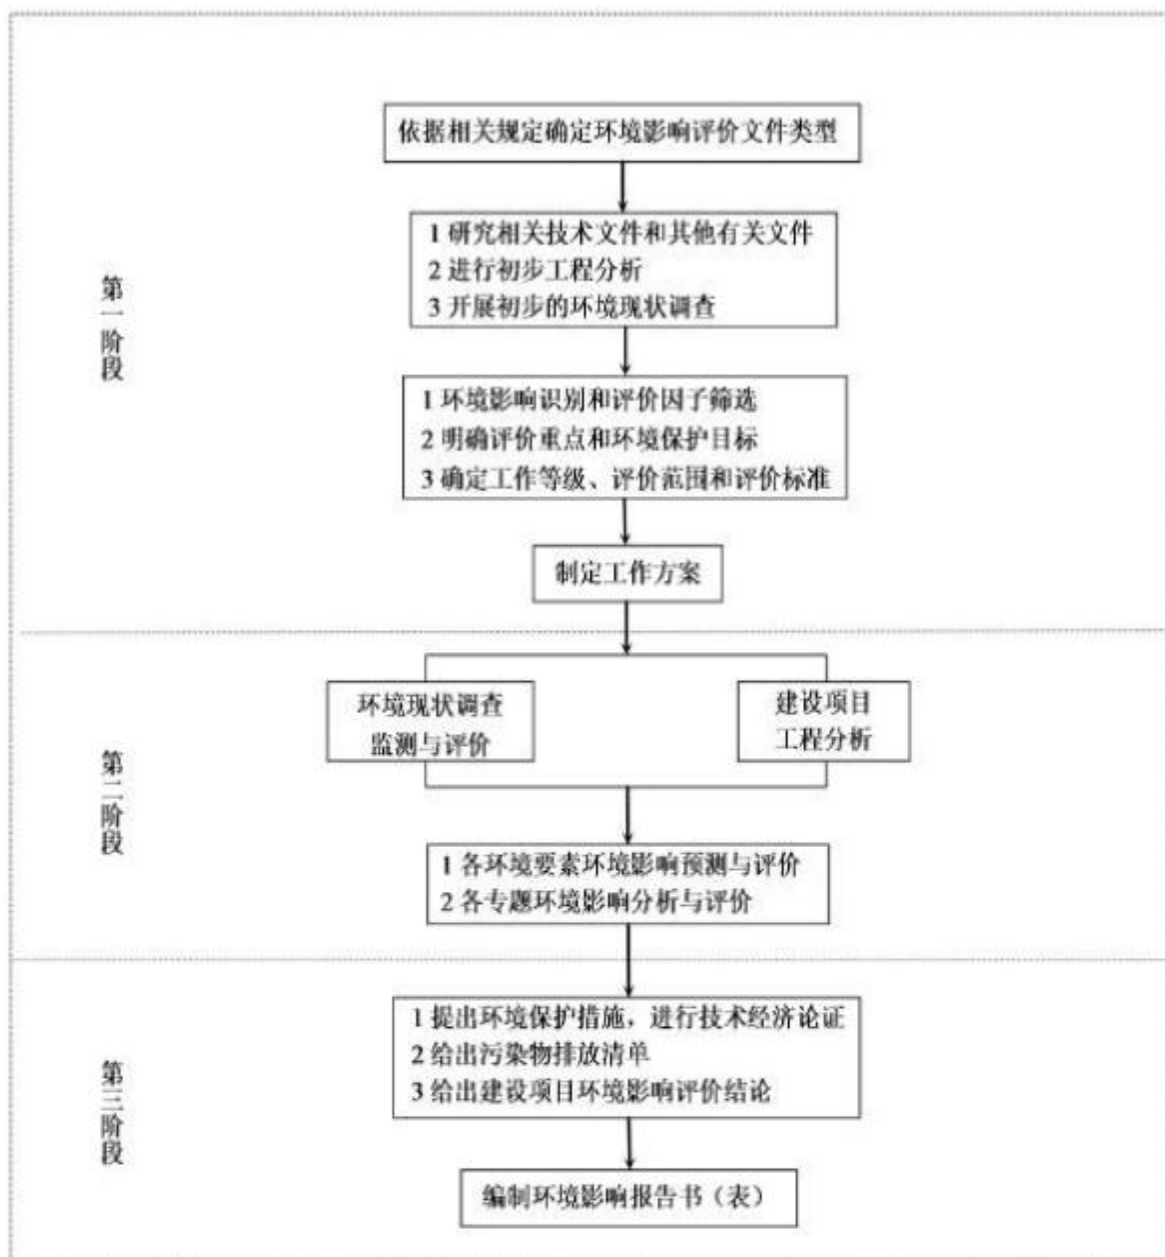 依据相关规定确定环境影响评价文件类型
1 研究相关技术文件和其他有关文件
2 进行初步工程分析
3 开展初步的环境现状调查
第一阶段
1 环境影响识别和评价因子筛选
2 明确评价重点和环境保护目标
3 确定工作等级、评价范围和评价标准
制定工作方案
环境现状调查
监测与评价
建设项目
工程分析
第二阶段
1 各环境要素环境影响预测与评价
2 各专题环境影响分析与评价
1 提出环境保护措施，进行技术经济论证
2 给出污染物排放清单
3 给出建设项目环境影响评价结论
第三阶段
编制环境影响报告书（表）